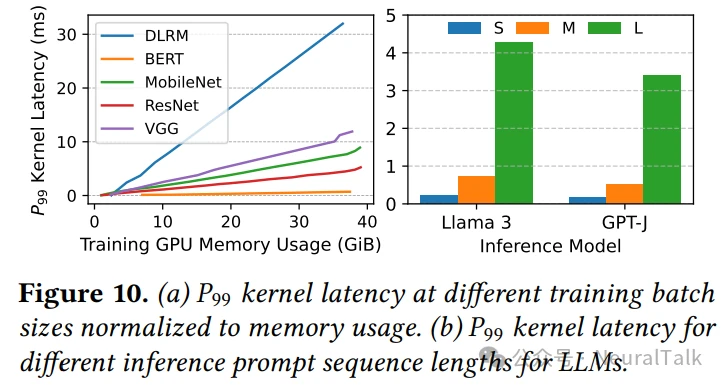 P99 Kernel Latency (ms)
30
20
10
0
DLRM
BERT
MobileNet
ResNet
VGG
0 10 20 30 40
Training GPU Memory Usage (GiB)
5
4
3
2
1
0
S M L
Llama 3 GPT-J
Inference Model
Figure 10. (a) P99 kernel latency at different training batch
sizes normalized to memory usage. (b) P99 kernel latency for
different inference prompt sequence lengths for LLMs.
公众号 · NeuralTalk